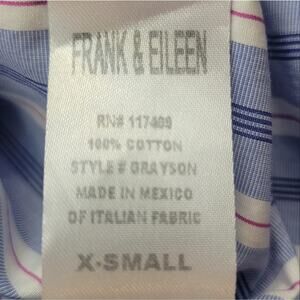 FRANK & EILEEN
RN# 117409
100% COTTON
STYLE# GRAYSON
MADE IN MEXICO
OF ITALIAN FABRIC
X-SMALL